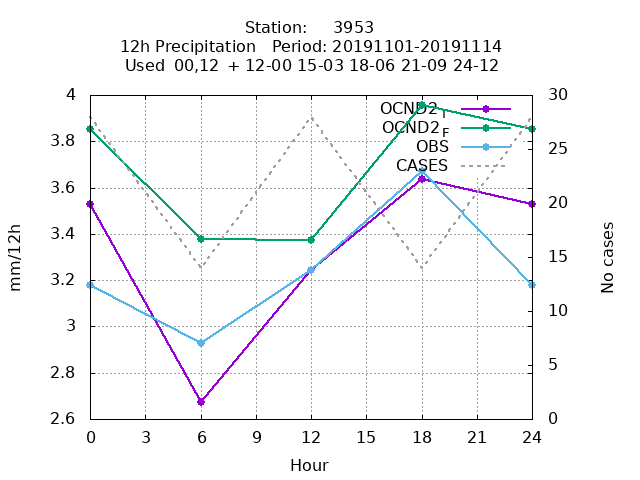 Station:     3953
12h Precipitation   Period: 20191101-20191114
Used  00,12  + 12-00 15-03 18-06 21-09 24-12
4
3.8
3.6
3.4
3.2
3
2.8
2.6
mm/12h
30
25
20
15
10
5
0
No cases
OCND2 T
OCND2 F
OBS
CASES
0 3 6 9 12 15 18 21 24
Hour